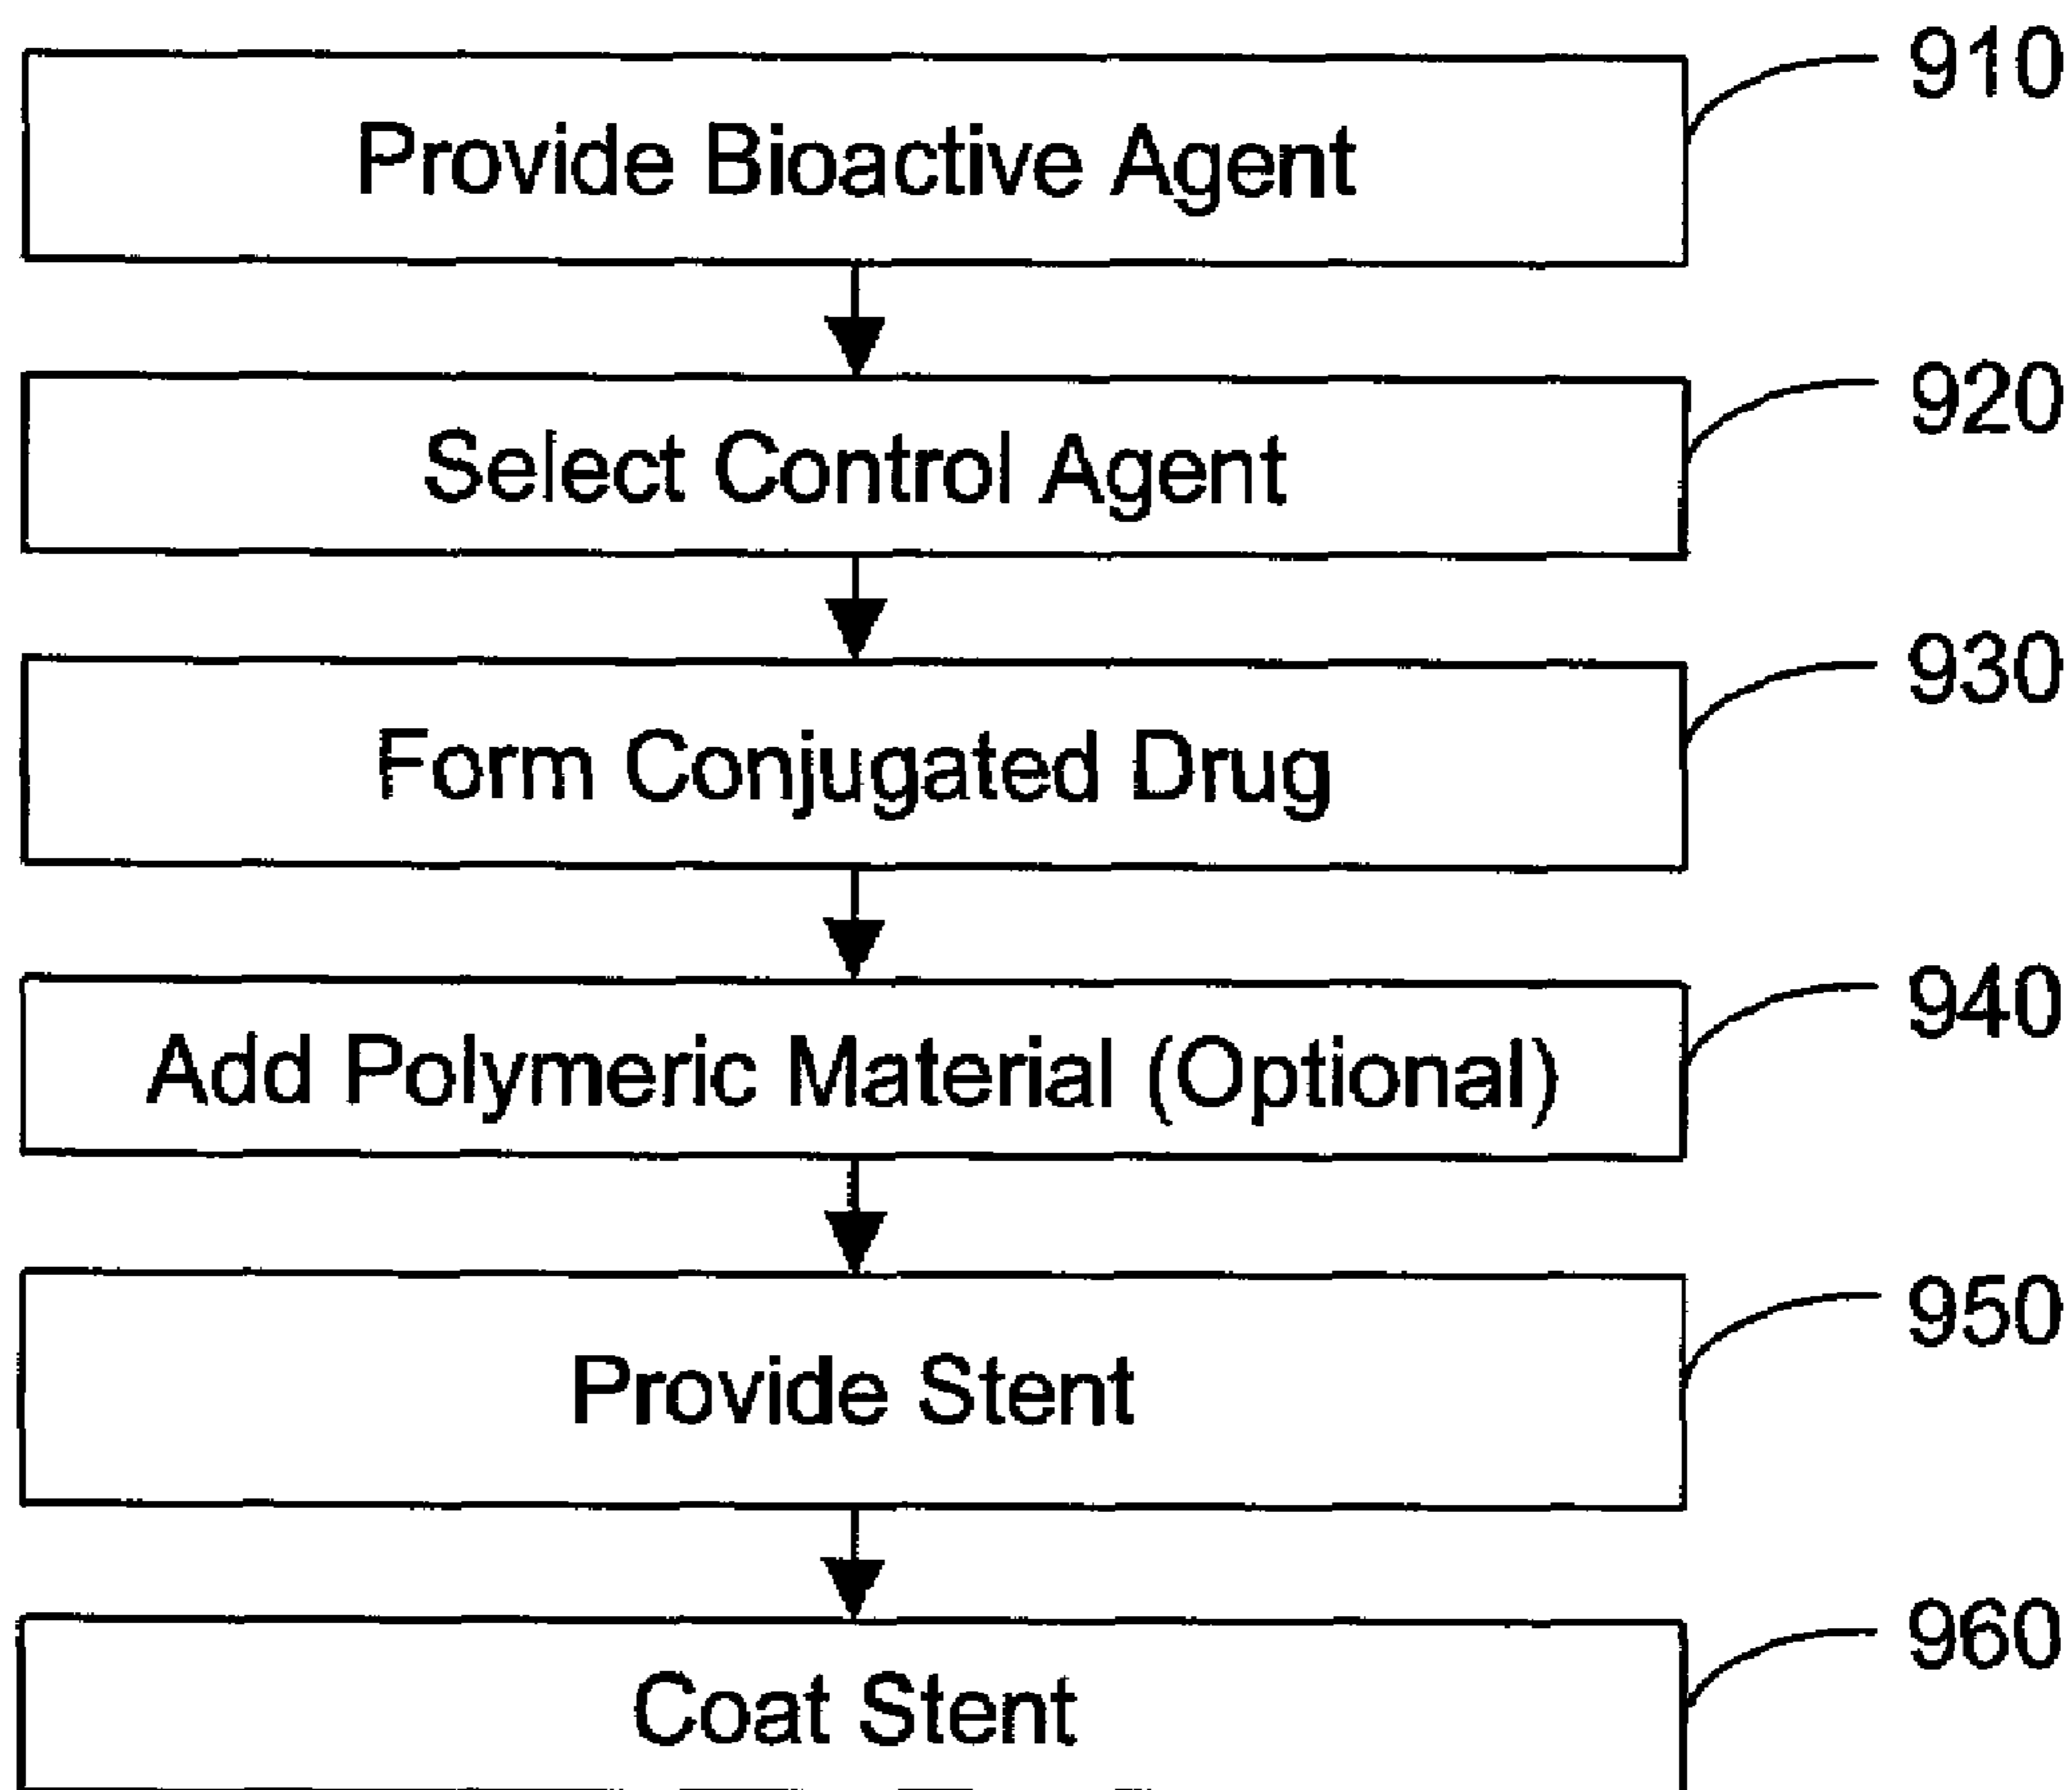 910
Provide Bioactive Agent
920
Select Control Agent
930
Form Conjugated Drug
940
Add Polymeric Material (Optional)
950
Provide Stent
960
Coat Stent